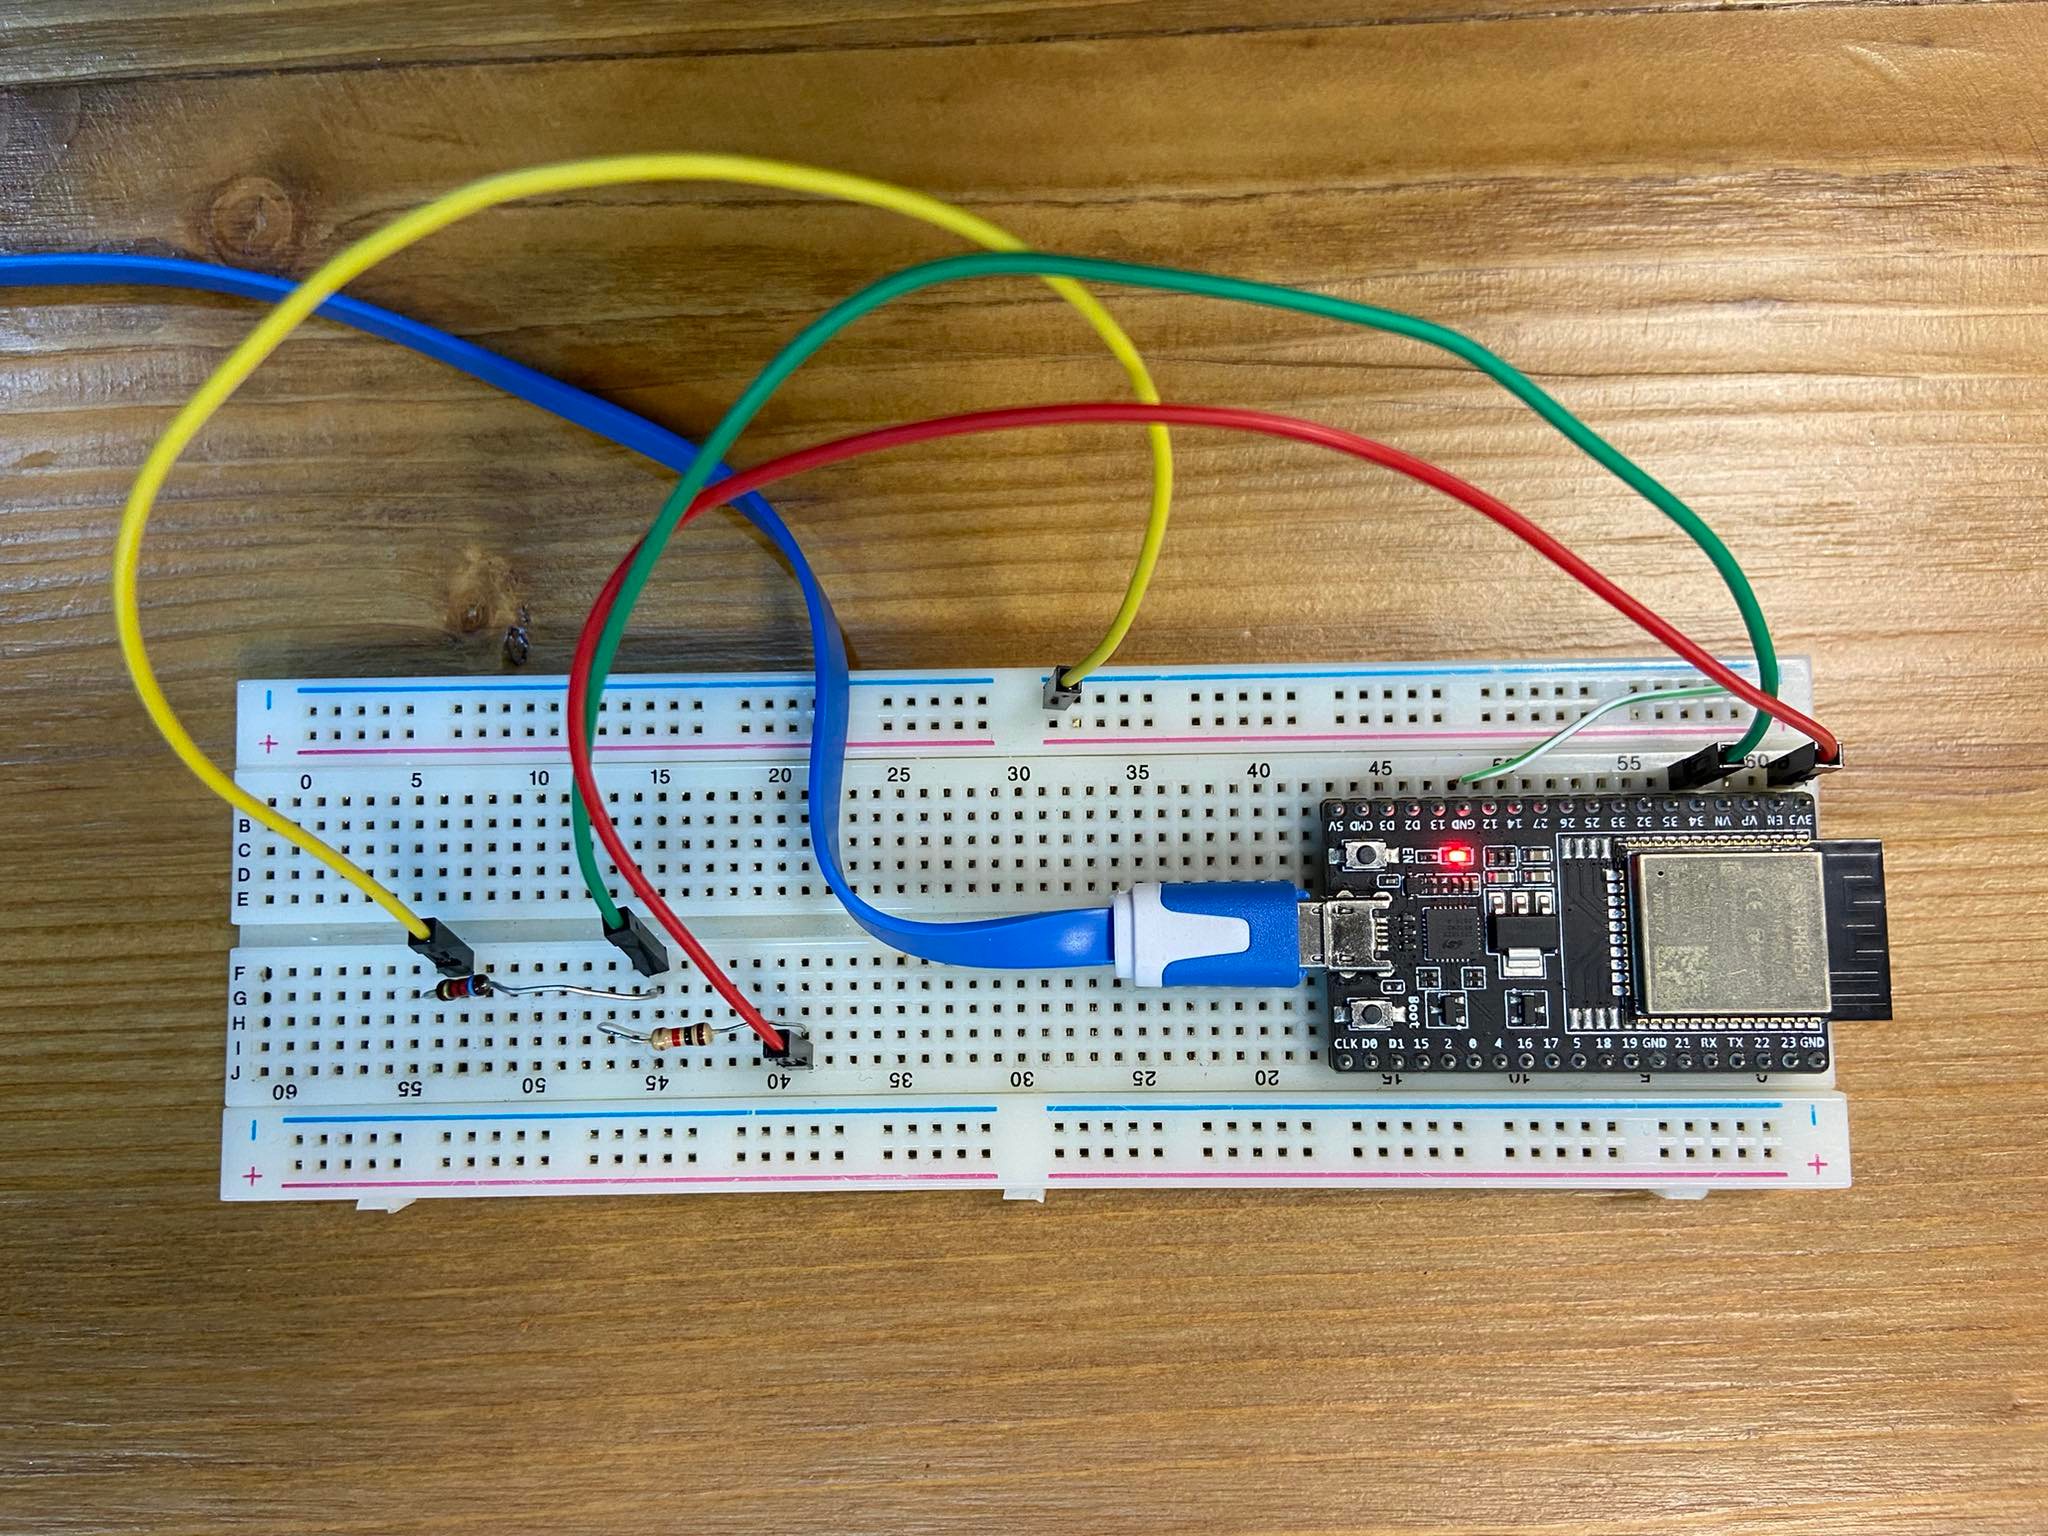 0 5 10 15 20 25 30 35 40 45 55 60
B
C
D
E
F
G
H
I
J
60 55 50 45 40 35 30 25 20 15 10 5 0
5V CMD D3 D2 13 GND 12 14 27 26 25 33 32 35 34 VN VP EN 3V3
EN
Boot
CLK D0 D1 15 2 0 4 16 17 5 18 19 GND 21 RX TX 22 23 GND